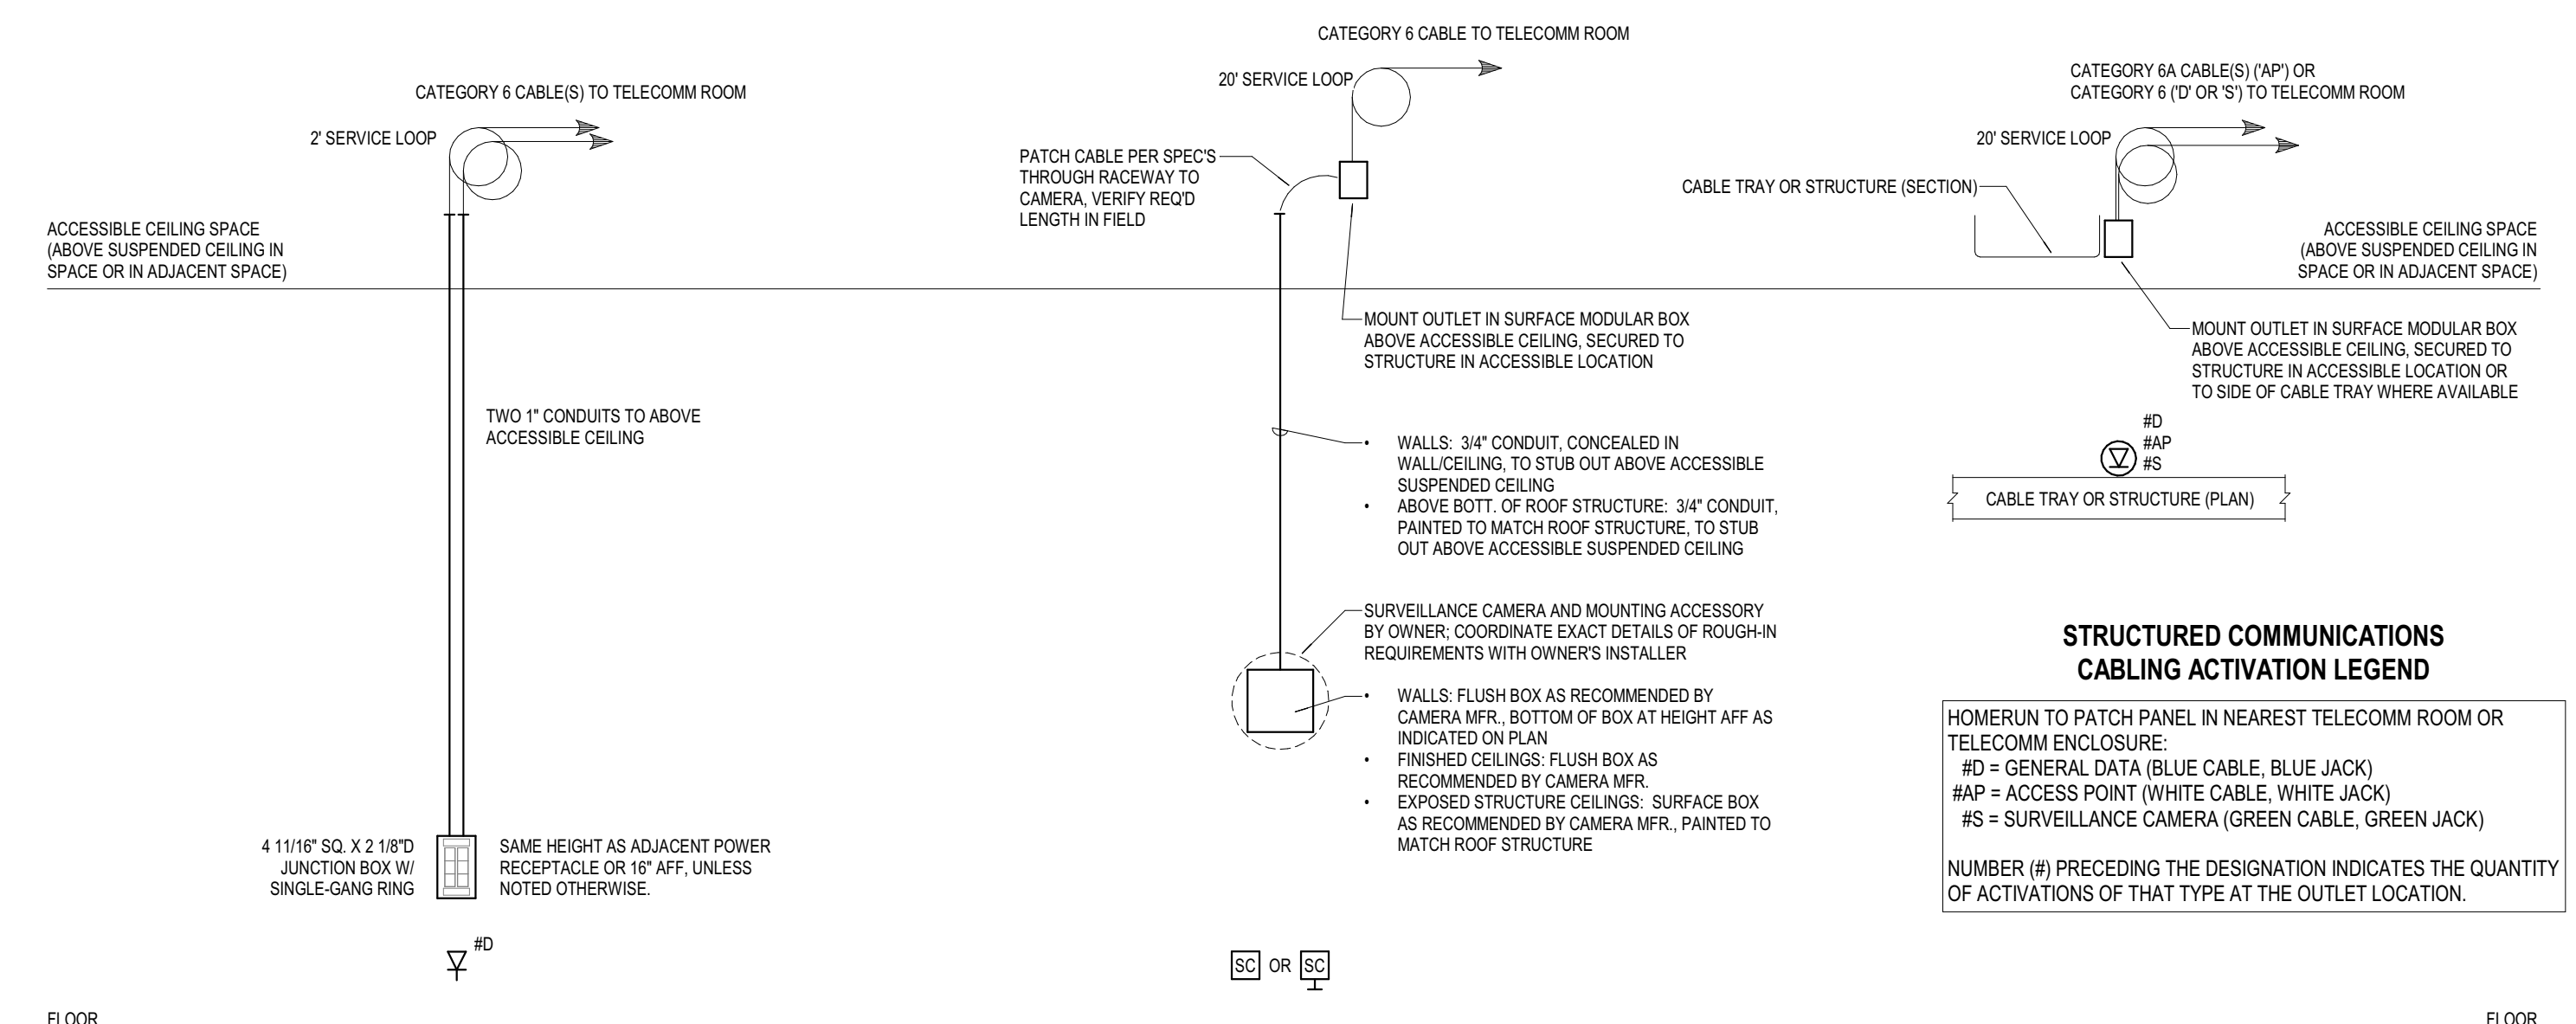 CATEGORY 6 CABLE(S) TO TELECOMM ROOM
2' SERVICE LOOP
ACCESSIBLE CEILING SPACE
(ABOVE SUSPENDED CEILING IN
SPACE OR IN ADJACENT SPACE)
TWO 1" CONDUITS TO ABOVE
ACCESSIBLE CEILING
4 11/16" SQ. X 2 1/8"D
JUNCTION BOX W/
SINGLE-GANG RING
SAME HEIGHT AS ADJACENT POWER
RECEPTACLE OR 16" AFF, UNLESS
NOTED OTHERWISE.
#D
FLOOR
CATEGORY 6 CABLE TO TELECOMM ROOM
20' SERVICE LOOP
PATCH CABLE PER SPEC'S
THROUGH RACEWAY TO
CAMERA, VERIFY REQ'D
LENGTH IN FIELD
MOUNT OUTLET IN SURFACE MODULAR BOX
ABOVE ACCESSIBLE CEILING, SECURED TO
STRUCTURE IN ACCESSIBLE LOCATION
• WALLS: 3/4" CONDUIT, CONCEALED IN
WALL/CEILING, TO STUB OUT ABOVE ACCESSIBLE
SUSPENDED CEILING
• ABOVE BOTT. OF ROOF STRUCTURE: 3/4" CONDUIT,
PAINTED TO MATCH ROOF STRUCTURE, TO STUB
OUT ABOVE ACCESSIBLE SUSPENDED CEILING
SURVEILLANCE CAMERA AND MOUNTING ACCESSORY
BY OWNER; COORDINATE EXACT DETAILS OF ROUGH-IN
REQUIREMENTS WITH OWNER'S INSTALLER
• WALLS: FLUSH BOX AS RECOMMENDED BY
CAMERA MFR., BOTTOM OF BOX AT HEIGHT AFF AS
INDICATED ON PLAN
• FINISHED CEILINGS: FLUSH BOX AS
RECOMMENDED BY CAMERA MFR.
• EXPOSED STRUCTURE CEILINGS: SURFACE BOX
AS RECOMMENDED BY CAMERA MFR., PAINTED TO
MATCH ROOF STRUCTURE
SC OR SC
CATEGORY 6A CABLE(S) ('AP') OR
CATEGORY 6 ('D' OR 'S') TO TELECOMM ROOM
20' SERVICE LOOP
CABLE TRAY OR STRUCTURE (SECTION)
ACCESSIBLE CEILING SPACE
(ABOVE SUSPENDED CEILING IN
SPACE OR IN ADJACENT SPACE)
MOUNT OUTLET IN SURFACE MODULAR BOX
ABOVE ACCESSIBLE CEILING, SECURED TO
STRUCTURE IN ACCESSIBLE LOCATION OR
TO SIDE OF CABLE TRAY WHERE AVAILABLE
#D
#AP
#S
CABLE TRAY OR STRUCTURE (PLAN)
STRUCTURED COMMUNICATIONS
CABLING ACTIVATION LEGEND
HOMERUN TO PATCH PANEL IN NEAREST TELECOMM ROOM OR
TELECOMM ENCLOSURE:
#D = GENERAL DATA (BLUE CABLE, BLUE JACK)
#AP = ACCESS POINT (WHITE CABLE, WHITE JACK)
#S = SURVEILLANCE CAMERA (GREEN CABLE, GREEN JACK)
NUMBER (#) PRECEDING THE DESIGNATION INDICATES THE QUANTITY
OF ACTIVATIONS OF THAT TYPE AT THE OUTLET LOCATION.
FLOOR